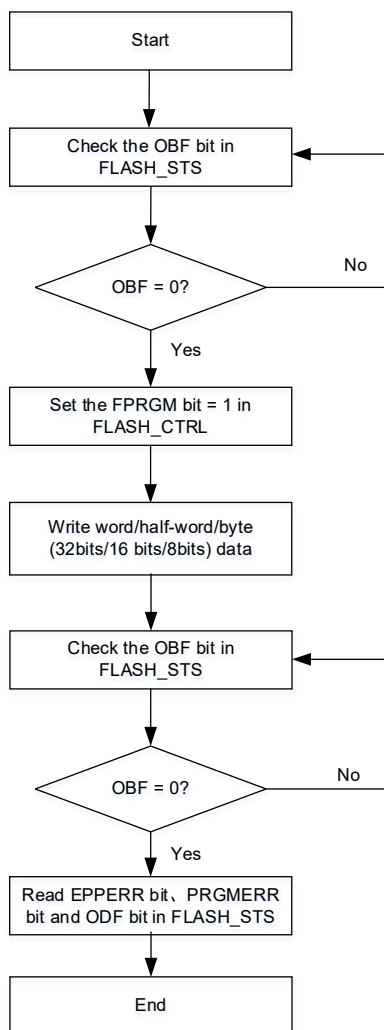 Start
Check the OBF bit in
FLASH_STS
OBF = 0?
No
Yes
Set the FPRGM bit = 1 in
FLASH_CTRL
Write word/half-word/byte
(32bits/16 bits/8bits) data
Check the OBF bit in
FLASH_STS
OBF = 0?
No
Yes
Read EPPERR bit、PRGMERR
bit and ODF bit in FLASH_STS
End